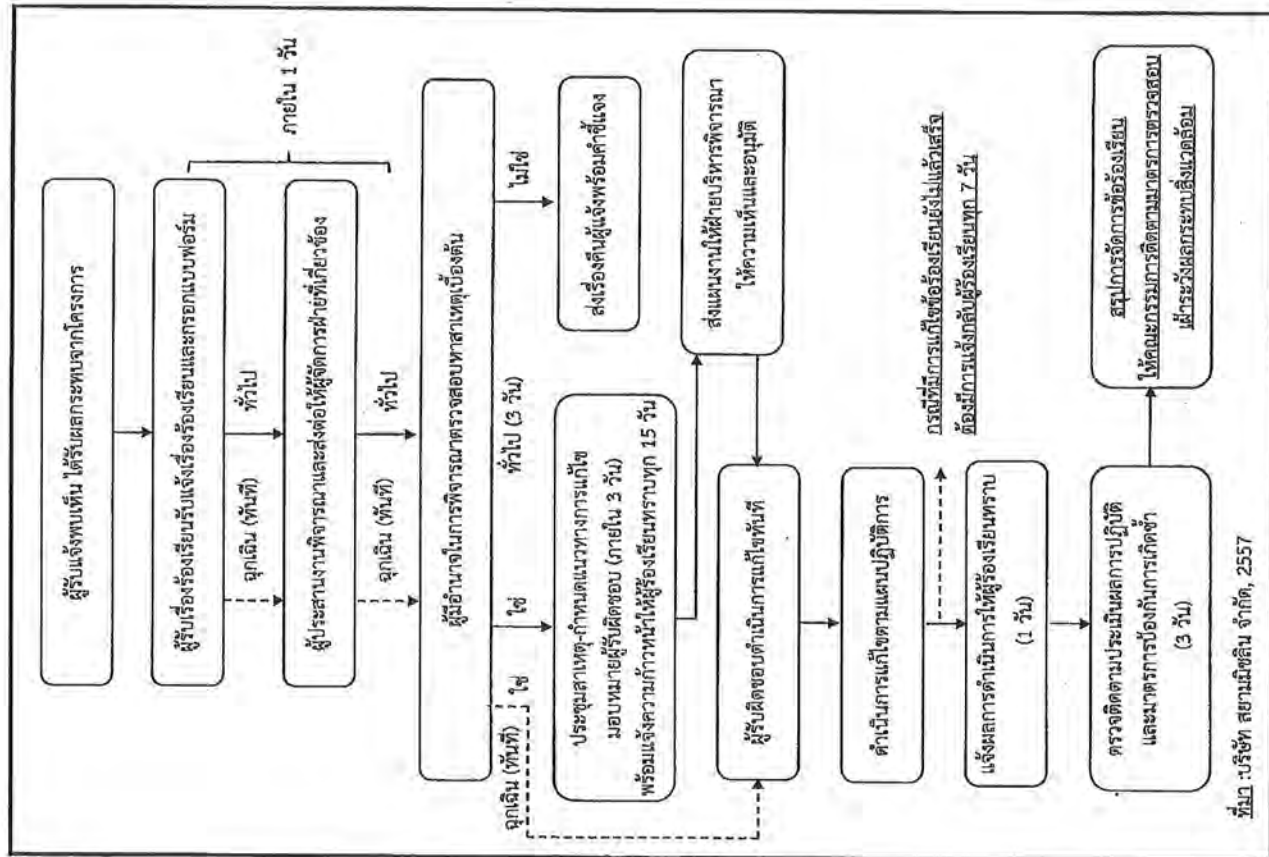 ผู้รับแจ้งพบเห็น ได้รับผลกระทบจากโครงการ
ผู้รับเรื่องร้องเรียนรับแจ้งเรื่องร้องเรียนและกรอกแบบฟอร์ม
ฉุกเฉิน (ทันที)
ทั่วไป
ภายใน 1 วัน
ผู้ประสานงานพิจารณาและส่งต่อให้ผู้จัดการฝ่ายที่เกี่ยวข้อง
ฉุกเฉิน (ทันที)
ทั่วไป
ผู้มีอำนาจในการพิจารณาตรวจสอบหาสาเหตุเบื้องต้น
ฉุกเฉิน (ทันที)
ใช่
ใช่
ทั่วไป (3 วัน)
ไม่ใช่
ประชุมสาเหตุ-กำหนดแนวทางการแก้ไข
มอบหมายผู้รับผิดชอบ (ภายใน 3 วัน)
พร้อมแจ้งความก้าวหน้าให้ผู้ร้องเรียนทราบทุก 15 วัน
ส่งเรื่องคืนผู้แจ้งพร้อมคำชี้แจง
ส่งแผนงานให้ฝ่ายบริหารพิจารณา
ให้ความเห็นและอนุมัติ
ผู้รับผิดชอบดำเนินการแก้ไขทันที
ดำเนินการแก้ไขตามแผนปฏิบัติการ
กรณีที่มีการแก้ไขข้อร้องเรียนยังไม่แล้วเสร็จ
ต้องมีการแจ้งกลับผู้ร้องเรียนทุก 7 วัน
แจ้งผลการดำเนินการให้ผู้ร้องเรียนทราบ
(1 วัน)
ตรวจติดตามประเมินผลการปฏิบัติ
และมาตรการป้องกันการเกิดซ้ำ
(3 วัน)
สรุปการจัดการข้อร้องเรียน
ให้คณะกรรมการติดตามมาตรการตรวจสอบ
เฝ้าระวังผลกระทบสิ่งแวดล้อม
ที่มา :บริษัท สยามมิชลิน จำกัด, 2557